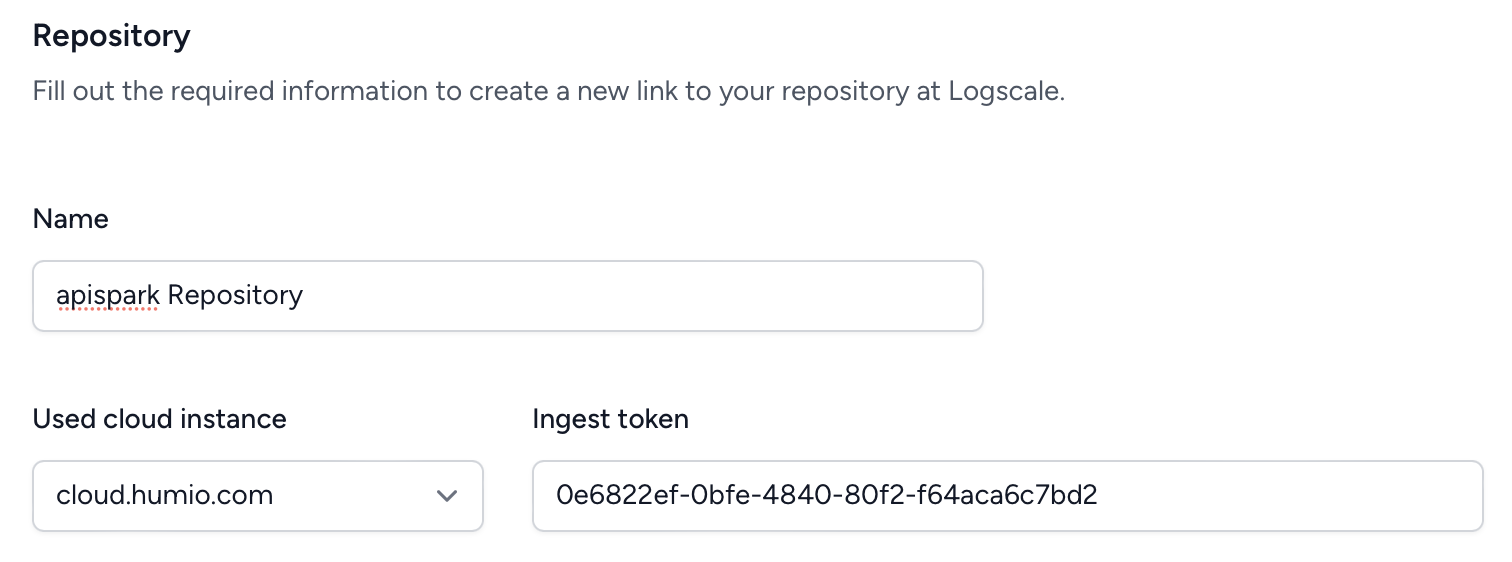 Repository
Fill out the required information to create a new link to your repository at Logscale.
Name
apispark Repository
Used cloud instance
Ingest token
cloud.humio.com
0e6822ef-0bfe-4840-80f2-f64aca6c7bd2